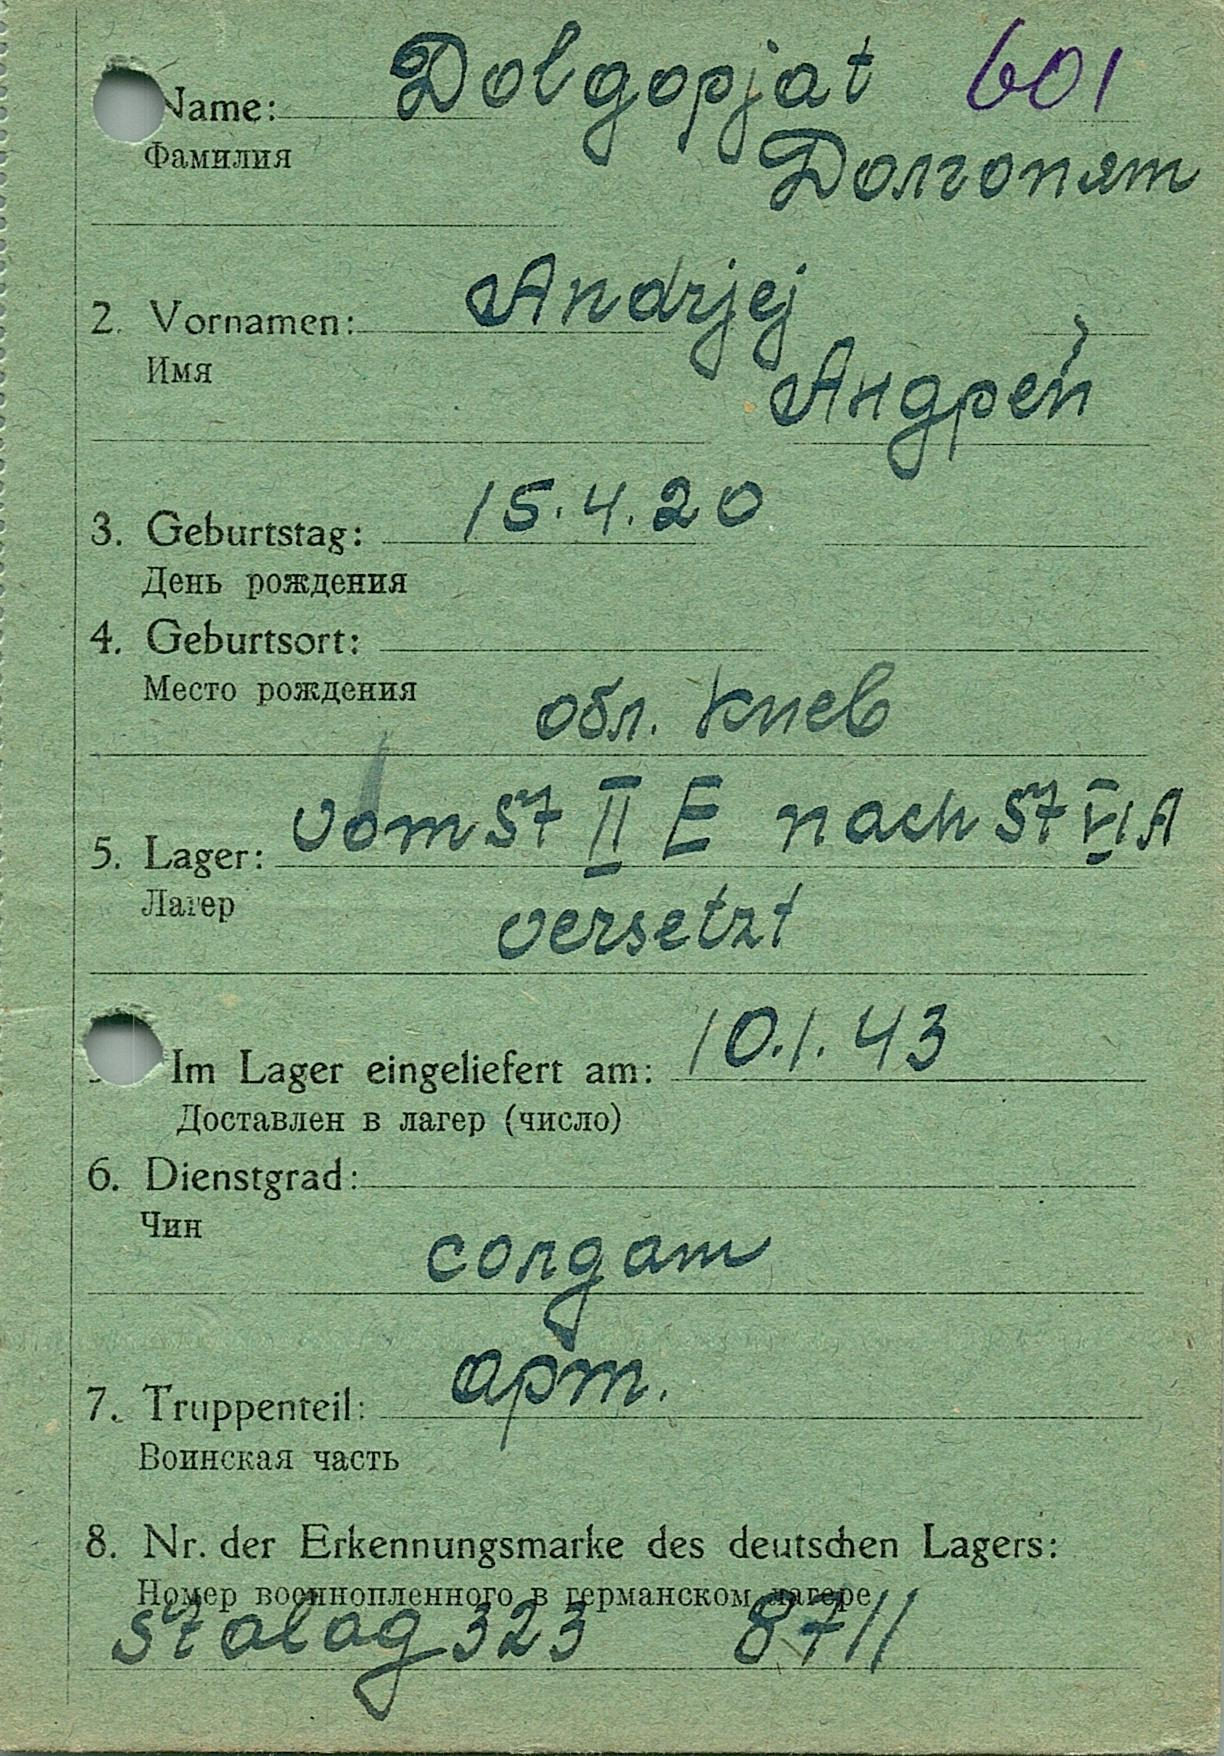 Name: Dolgopjat 601
Фамилия Долгопят
2. Vornamen: Andrjej
Имя Андрей
3. Geburtstag: 15.4.20
День рождения
4. Geburtsort:
Место рождения
обл. Киев
5. Lager: vom St II E nach St VI A
Лагер
versetzt
Im Lager eingeliefert am: 10.1.43
Доставлен в лагер (число)
6. Dienstgrad:
Чин
солдат
7. Truppenteil: арт.
Воинская часть
8. Nr. der Erkennungsmarke des deutschen Lagers:
Номер военнопленного в германском лагере
Stalag 323 8711